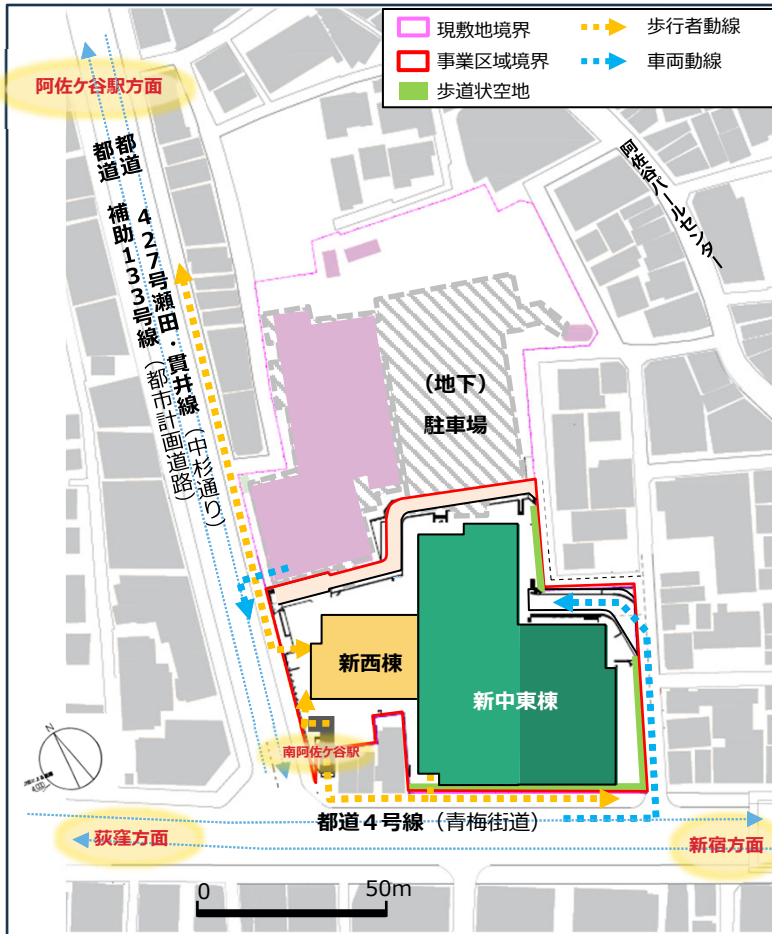 現敷地境界
歩行者動線
事業区域境界
車両動線
歩道状空地
阿佐ケ谷駅方面
阿佐谷パールセンター
都道　427号瀬田・貫井線（中杉通り）
都道　補助133号線（都市計画道路）
（地下）
駐車場
新西棟
新中東棟
N
南阿佐ケ谷駅
都道４号線（青梅街道）
荻窪方面
新宿方面
0
50m